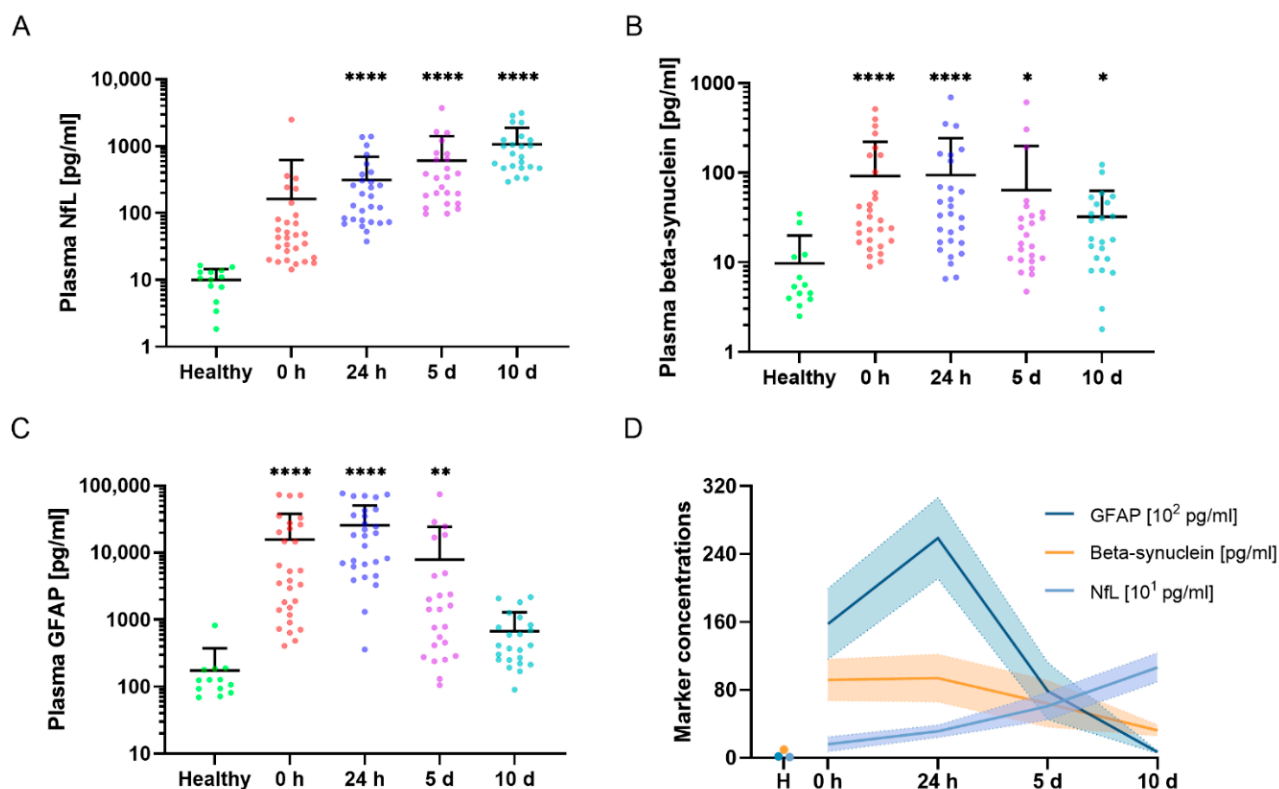 A
Plasma NfL [pg/ml]
10,000
1000
100
10
1
**** **** ****
Healthy 0 h 24 h 5 d 10 d
B
Plasma beta-synuclein [pg/ml]
1000
100
10
1
**** **** * *
Healthy 0 h 24 h 5 d 10 d
C
Plasma GFAP [pg/ml]
100,000
10,000
1000
100
10
**** **** **
Healthy 0 h 24 h 5 d 10 d
D
Marker concentrations
320
240
160
80
0
GFAP [10² pg/ml]
Beta-synuclein [pg/ml]
NfL [10¹ pg/ml]
H 0 h 24 h 5 d 10 d